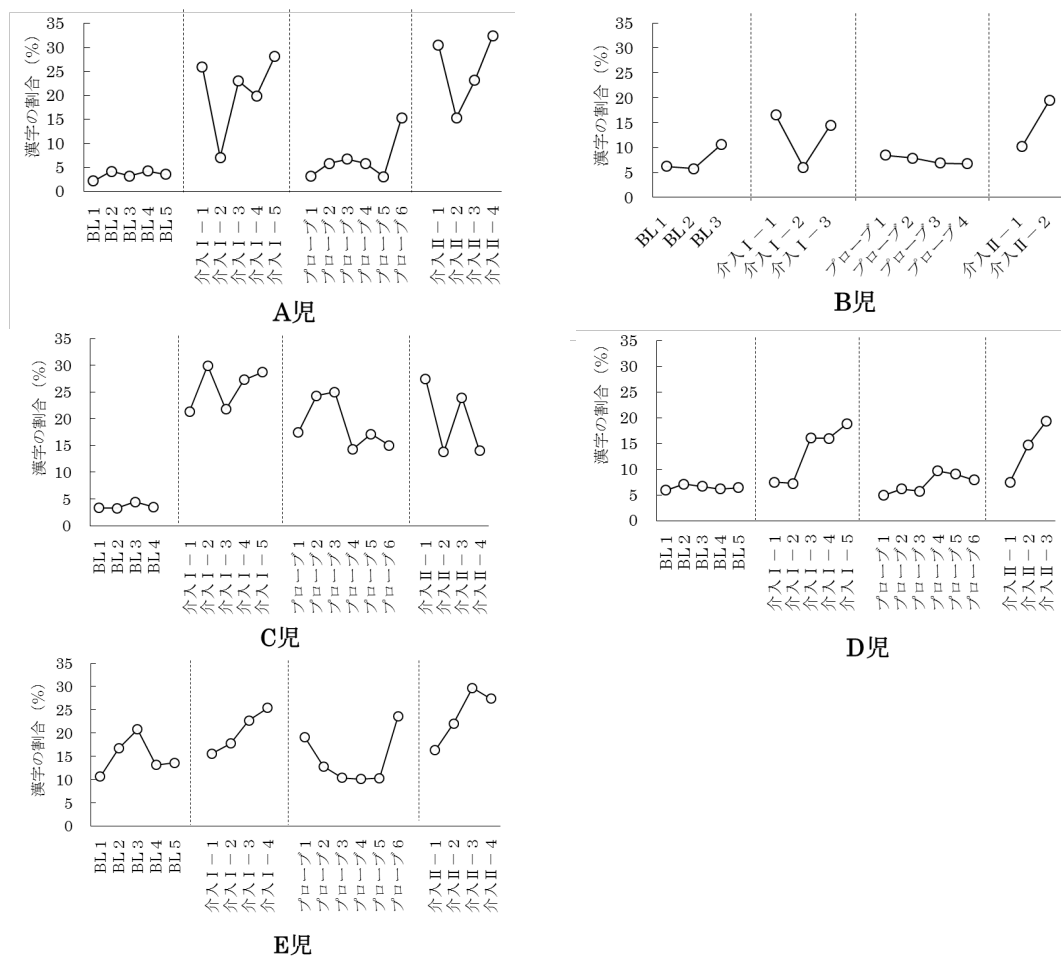 漢字の割合（%）
35
30
25
20
15
10
5
0
BL1
BL2
BL3
BL4
BL5
介入Ⅰ－1
介入Ⅰ－2
介入Ⅰ－3
介入Ⅰ－4
介入Ⅰ－5
プローブ1
プローブ2
プローブ3
プローブ4
プローブ5
プローブ6
介入Ⅱ－1
介入Ⅱ－2
介入Ⅱ－3
介入Ⅱ－4
A児
漢字の割合（%）
35
30
25
20
15
10
5
0
BL1
BL2
BL3
介入Ⅰ－1
介入Ⅰ－2
介入Ⅰ－3
プローブ1
プローブ2
プローブ3
プローブ4
介入Ⅱ－1
介入Ⅱ－2
B児
漢字の割合（%）
35
30
25
20
15
10
5
0
BL1
BL2
BL3
BL4
介入Ⅰ－1
介入Ⅰ－2
介入Ⅰ－3
介入Ⅰ－4
介入Ⅰ－5
プローブ1
プローブ2
プローブ3
プローブ4
プローブ5
プローブ6
介入Ⅱ－1
介入Ⅱ－2
介入Ⅱ－3
介入Ⅱ－4
C児
漢字の割合（%）
35
30
25
20
15
10
5
0
BL1
BL2
BL3
BL4
BL5
介入Ⅰ－1
介入Ⅰ－2
介入Ⅰ－3
介入Ⅰ－4
介入Ⅰ－5
プローブ1
プローブ2
プローブ3
プローブ4
プローブ5
プローブ6
介入Ⅱ－1
介入Ⅱ－2
介入Ⅱ－3
D児
漢字の割合（%）
35
30
25
20
15
10
5
0
BL1
BL2
BL3
BL4
BL5
介入Ⅰ－1
介入Ⅰ－2
介入Ⅰ－3
介入Ⅰ－4
プローブ1
プローブ2
プローブ3
プローブ4
プローブ5
プローブ6
介入Ⅱ－1
介入Ⅱ－2
介入Ⅱ－3
介入Ⅱ－4
E児